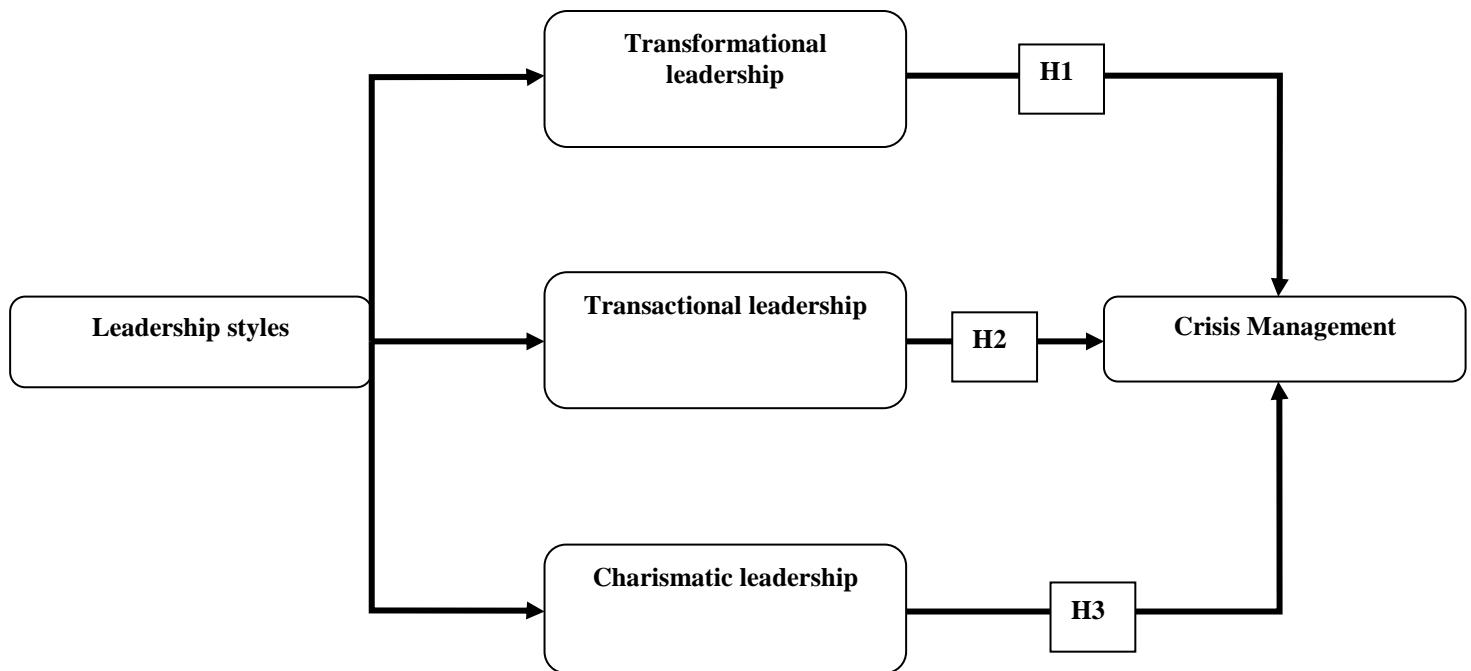 Transformational
leadership
H1
Leadership styles
Transactional leadership
H2
Crisis Management
Charismatic leadership
H3